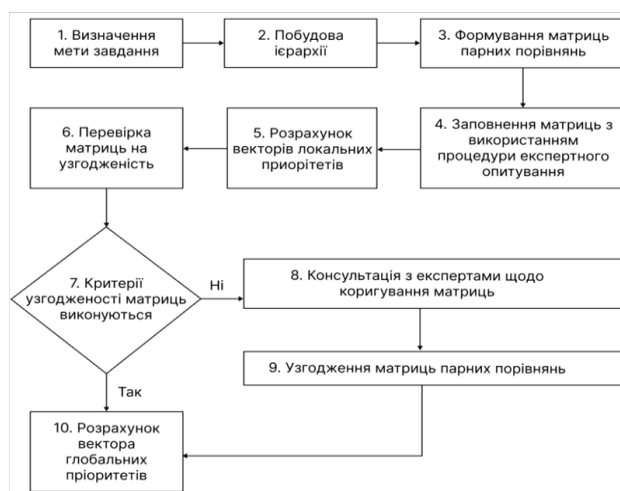 1. Визначення
мети завдання
2. Побудова
ієрархії
3. Формування матриць
парних порівнянь
4. Заповнення матриць з
використанням
процедури експертного
опитування
5. Розрахунок
векторів локальних
приорітетів
6. Перевірка
матриць на
узгодженість
7. Критерії
узгодженості матриць
виконуються
Ні
8. Консультація з експертами щодо
коригування матриць
9. Узгодження матриць парних порівнянь
Так
10. Розрахунок
вектора
глобальних
пріоритетів